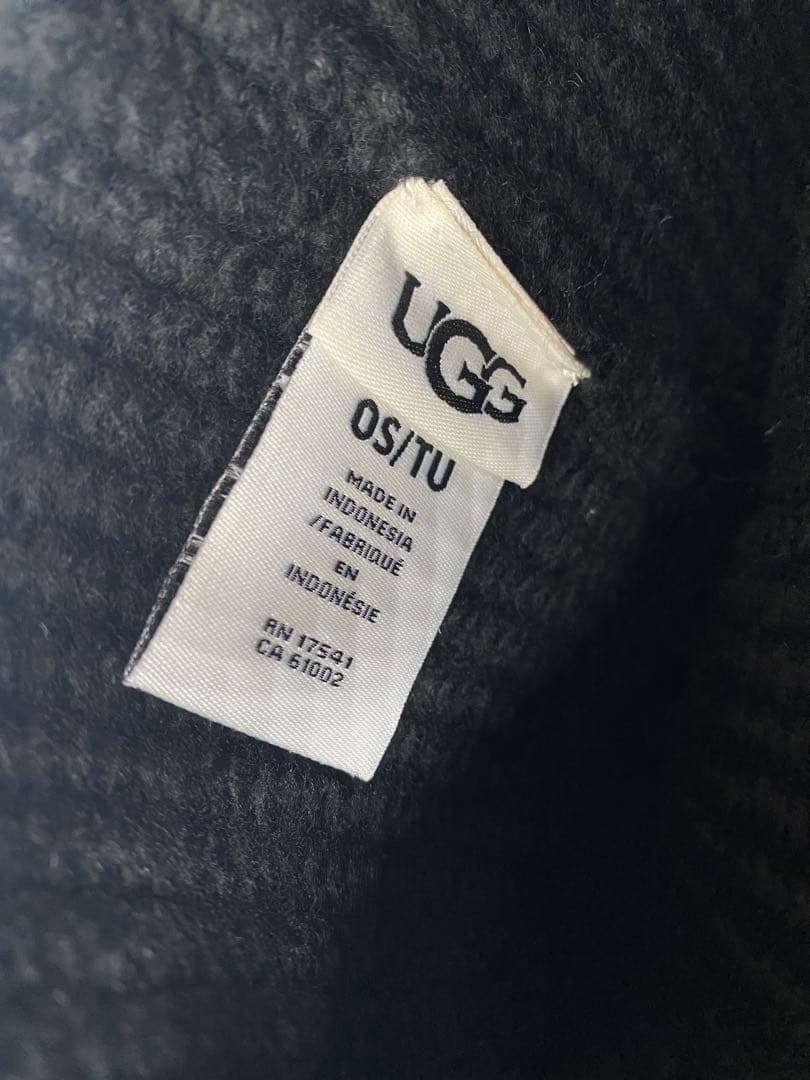 UGG
OS/TU
MADE IN
INDONESIA
/FABRIQUÉ
EN
INDONÉSIE
RN 17541
CA 61002